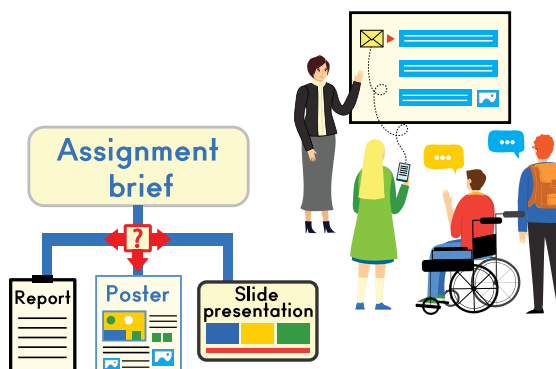 Assignment
brief
?
Report
Poster
Slide
presentation